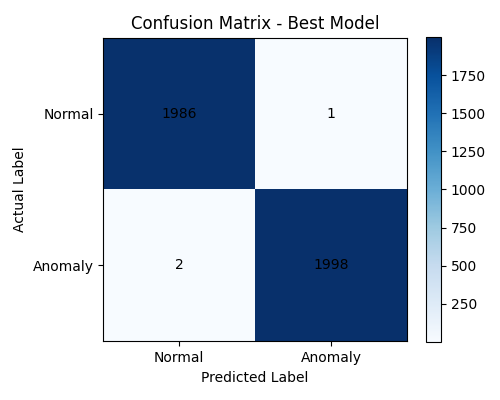 Confusion Matrix - Best Model
Actual Label
Normal
1986
1
Anomaly
2
1998
Normal
Anomaly
Predicted Label
1750
1500
1250
1000
750
500
250